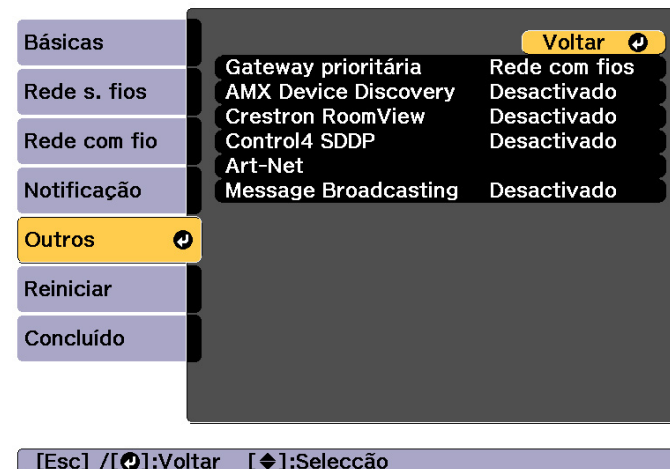 Básicas
Rede s. fios
Rede com fio
Notificação
Outros
Reiniciar
Concluído
Voltar
Gateway prioritária Rede com fios
AMX Device Discovery Desactivado
Crestron RoomView Desactivado
Control4 SDDP Desactivado
Art-Net
Message Broadcasting Desactivado
[Esc] /[↵]:Voltar [◆]:Selecção